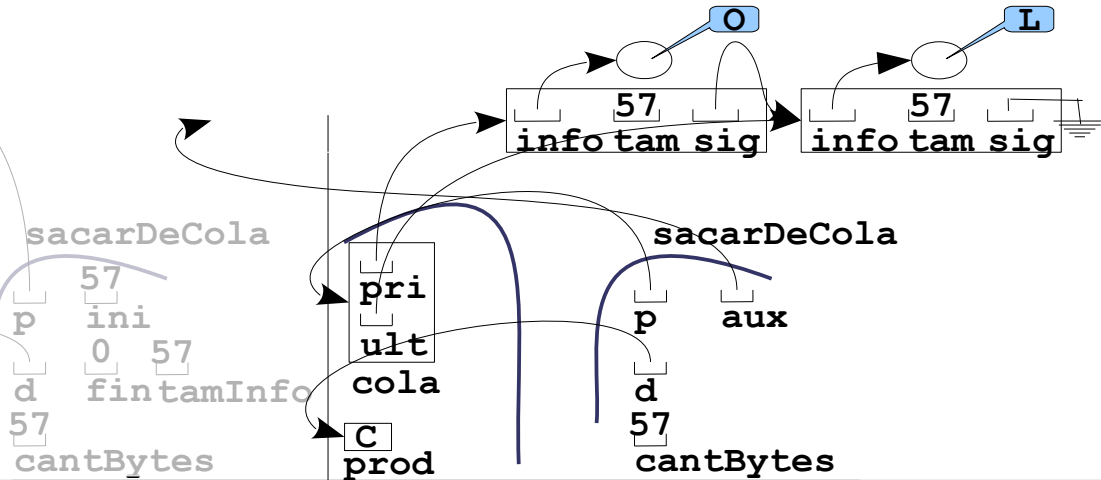 O L
57 57
info tam sig info tam sig
sacarDeCola sacarDeCola
57
pri
p ini p aux
ult
0 57
cola
d fin tamInfo d
57 57
C
cantBytes prod cantBytes